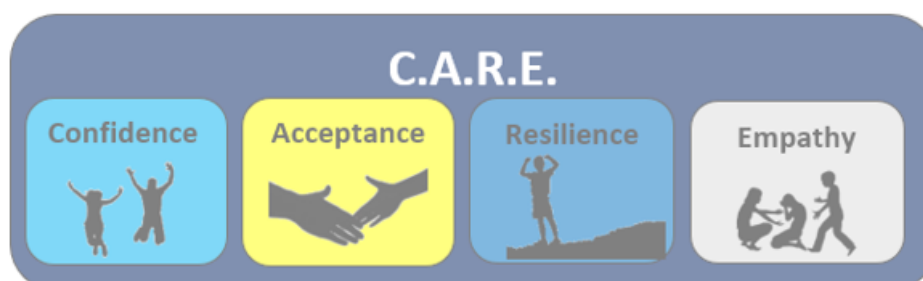 C.A.R.E.
Confidence
Acceptance
Resilience
Empathy